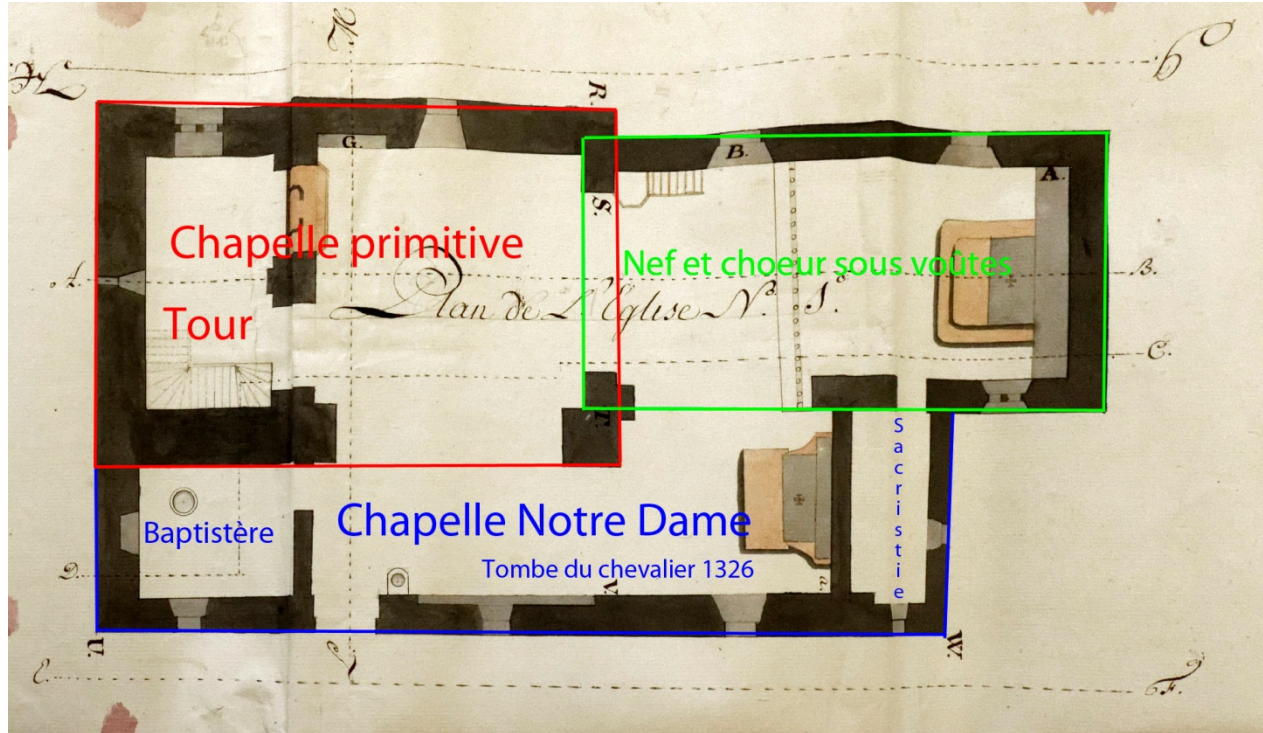 R.
G.
B.
A.
S.
Chapelle primitive
Nef et choeur sous voûtes
A.
B.
Plan de L'Eglise N.º 1.º
Tour
C.
T.
Sacristie
Chapelle Notre Dame
Baptistère
Tombe du chevalier 1326
D.
V.
a.
U.
W.
L.
E.
F.